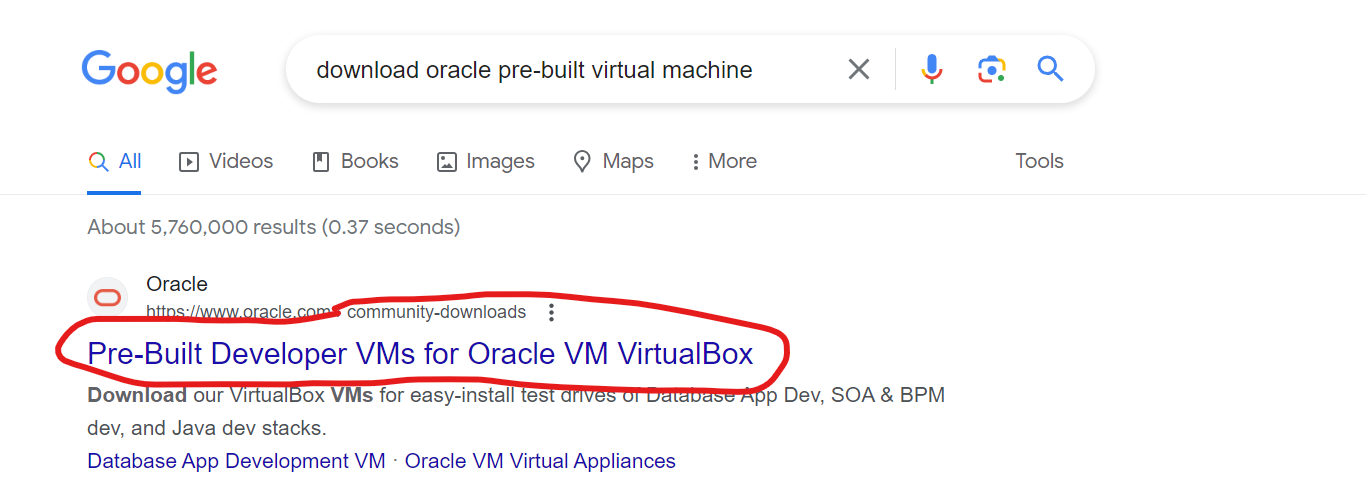 Google
download oracle pre-built virtual machine
All Videos Books Images Maps More Tools
About 5,760,000 results (0.37 seconds)
Oracle
https://www.oracle.com › community-downloads
Pre-Built Developer VMs for Oracle VM VirtualBox
Download our VirtualBox VMs for easy-install test drives of Database App Dev, SOA & BPM
dev, and Java dev stacks.
Database App Development VM · Oracle VM Virtual Appliances